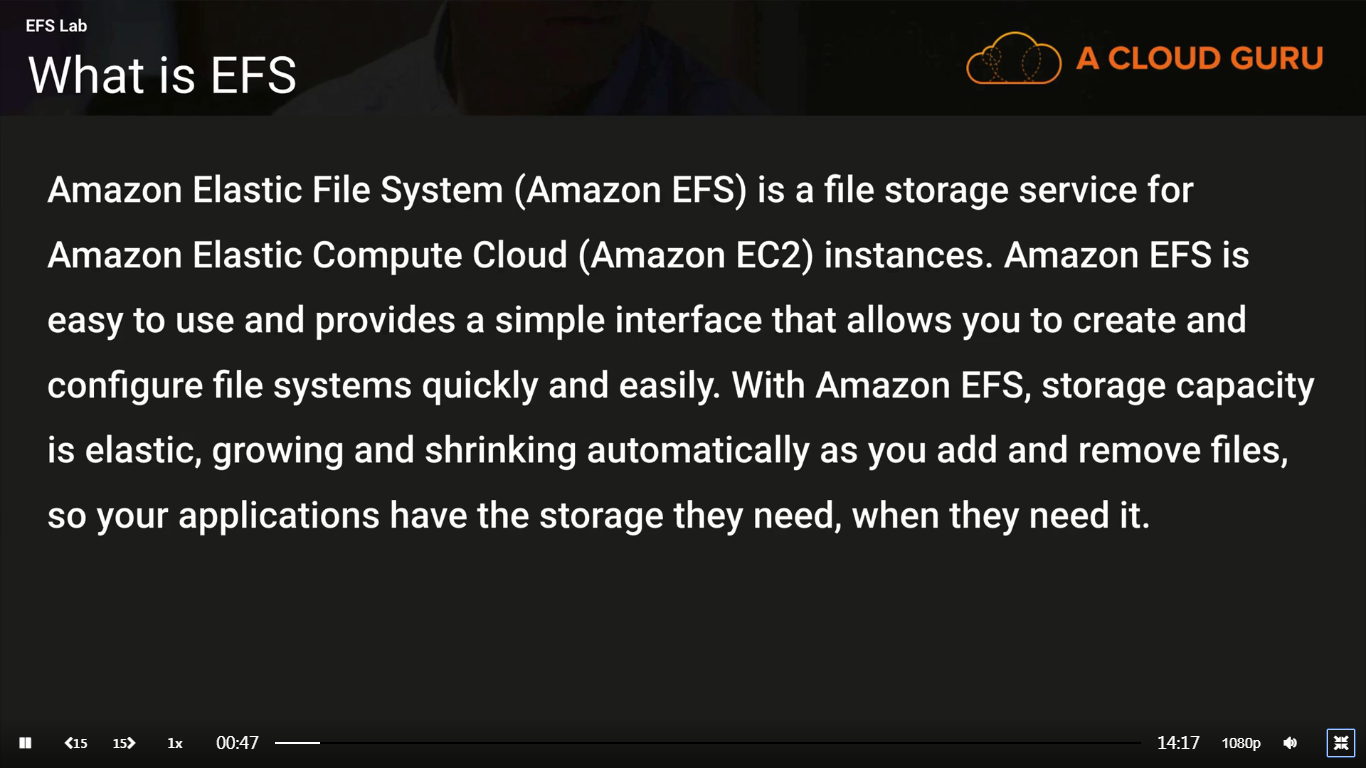 EFS Lab
What is EFS
A CLOUD GURU
Amazon Elastic File System (Amazon EFS) is a file storage service for
Amazon Elastic Compute Cloud (Amazon EC2) instances. Amazon EFS is
easy to use and provides a simple interface that allows you to create and
configure file systems quickly and easily. With Amazon EFS, storage capacity
is elastic, growing and shrinking automatically as you add and remove files,
so your applications have the storage they need, when they need it.
15 15 1x 00:47 14:17 1080p